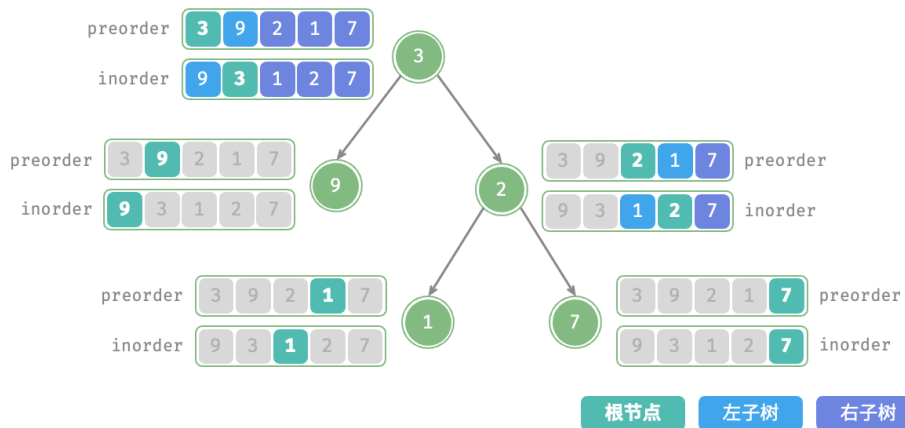 preorder 3 9 2 1 7
3
inorder 9 3 1 2 7
preorder 3 9 2 1 7
inorder 9 3 1 2 7
9
2
3 9 2 1 7 preorder
9 3 1 2 7 inorder
preorder 3 9 2 1 7
inorder 9 3 1 2 7
1
7
3 9 2 1 7 preorder
9 3 1 2 7 inorder
根节点 左子树 右子树